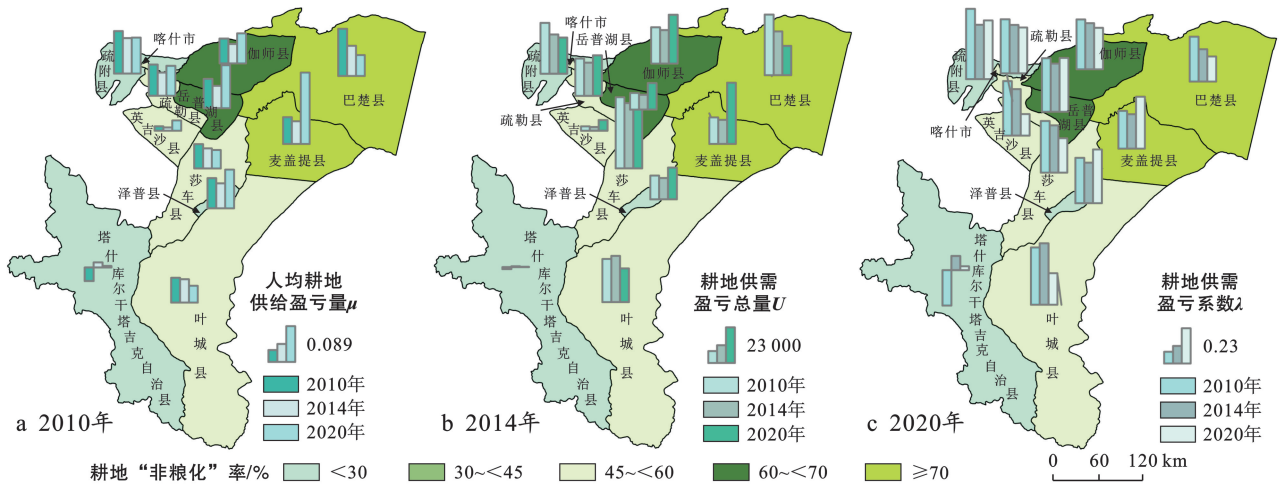 喀什市
疏附县
伽师县
岳普湖县
疏勒县
英吉沙县
巴楚县
麦盖提县
莎车县
泽普县
塔什库尔干塔吉克自治县
叶城县
人均耕地
供给盈亏量μ
0.089
2010年
2014年
2020年
a 2010年
喀什市
岳普湖县
疏附县
伽师县
疏勒县
英吉沙县
巴楚县
麦盖提县
莎车县
泽普县
塔什库尔干塔吉克自治县
叶城县
耕地供需
盈亏总量U
23 000
2010年
2014年
2020年
b 2014年
疏勒县
疏附县
伽师县
岳普湖县
喀什市
英吉沙县
巴楚县
麦盖提县
莎车县
泽普县
塔什库尔干塔吉克自治县
叶城县
耕地供需
盈亏系数λ
0.23
2010年
2014年
2020年
c 2020年
耕地“非粮化”率/% <30 30~<45 45~<60 60~<70 ≥70
0 60 120 km